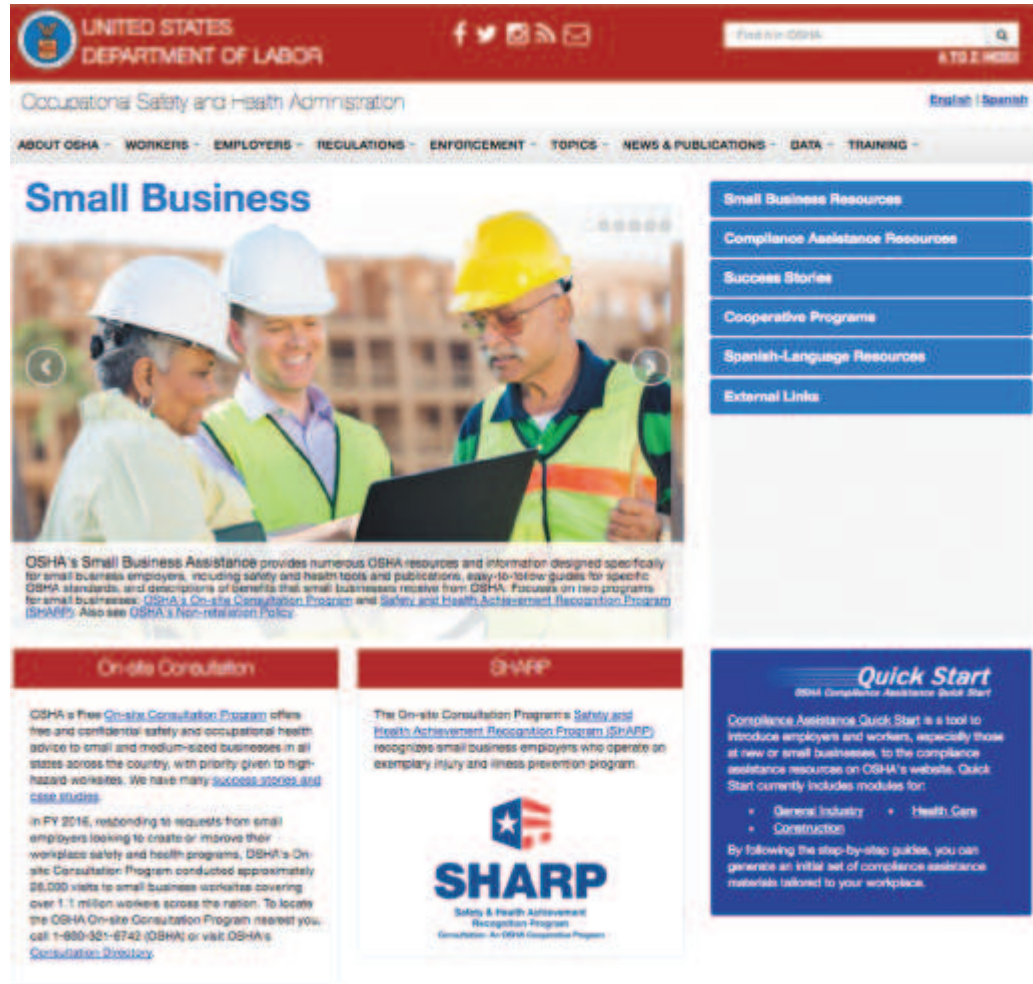 UNITED STATES
DEPARTMENT OF LABOR
Find it in OSHA
A TO Z INDEX
Occupational Safety and Health Administration
English | Spanish
ABOUT OSHA WORKERS EMPLOYERS REGULATIONS ENFORCEMENT TOPICS NEWS & PUBLICATIONS DATA TRAINING
Small Business
OSHA's Small Business Assistance provides numerous OSHA resources and information designed specifically
for small business employers, including safety and health tools and publications, easy-to-follow guides for specific
OSHA standards, and descriptions of benefits that small businesses receive from OSHA. Focuses on two programs
for small businesses: OSHA's On-site Consultation Program and Safety and Health Achievement Recognition Program
(SHARP). Also see OSHA's Non-retaliation Policy.
Small Business Resources
Compliance Assistance Resources
Success Stories
Cooperative Programs
Spanish-Language Resources
External Links
On-site Consultation
OSHA's Free On-site Consultation Program offers
free and confidential safety and occupational health
advice to small and medium-sized businesses in all
states across the country, with priority given to high-
hazard worksites. We have many success stories and
case studies.
In FY 2016, responding to requests from small
employers looking to create or improve their
workplace safety and health programs, OSHA's On-
site Consultation Program conducted approximately
26,000 visits to small business worksites covering
over 1.1 million workers across the nation. To locate
the OSHA On-site Consultation Program nearest you,
call 1-800-321-6742 (OSHA) or visit OSHA's
Consultation Directory.
SHARP
The On-site Consultation Program's Safety and
Health Achievement Recognition Program (SHARP)
recognizes small business employers who operate an
exemplary injury and illness prevention program.
SHARP
Safety & Health Achievement
Recognition Program
Consultation: An OSHA Cooperative Program
Quick Start
OSHA Compliance Assistance Quick Start
Compliance Assistance Quick Start is a tool to
introduce employers and workers, especially those
at new or small businesses, to the compliance
assistance resources on OSHA's website. Quick
Start currently includes modules for:
• General Industry • Health Care
• Construction
By following the step-by-step guides, you can
generate an initial set of compliance assistance
materials tailored to your workplace.